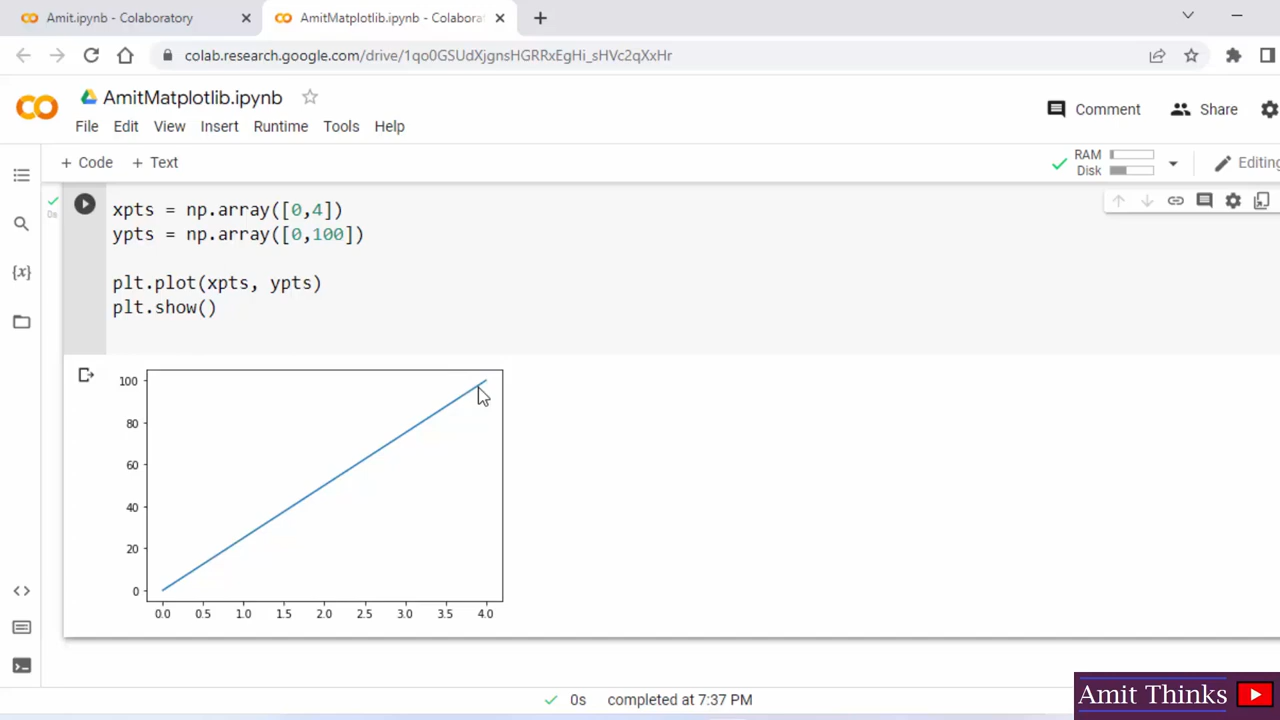 Amit.ipynb - Colaboratory
AmitMatplotlib.ipynb - Colabora
colab.research.google.com/drive/1qo0GSUdXjgnsHGRRxEgHi_sHVc2qXxHr
AmitMatplotlib.ipynb
Comment
Share
File Edit View Insert Runtime Tools Help
+ Code + Text
RAM
Disk
Editing
0s
xpts = np.array([0,4])
ypts = np.array([0,100])
plt.plot(xpts, ypts)
plt.show()
{x}
100
80
60
40
20
0
0.0 0.5 1.0 1.5 2.0 2.5 3.0 3.5 4.0
0s completed at 7:37 PM
Amit Thinks